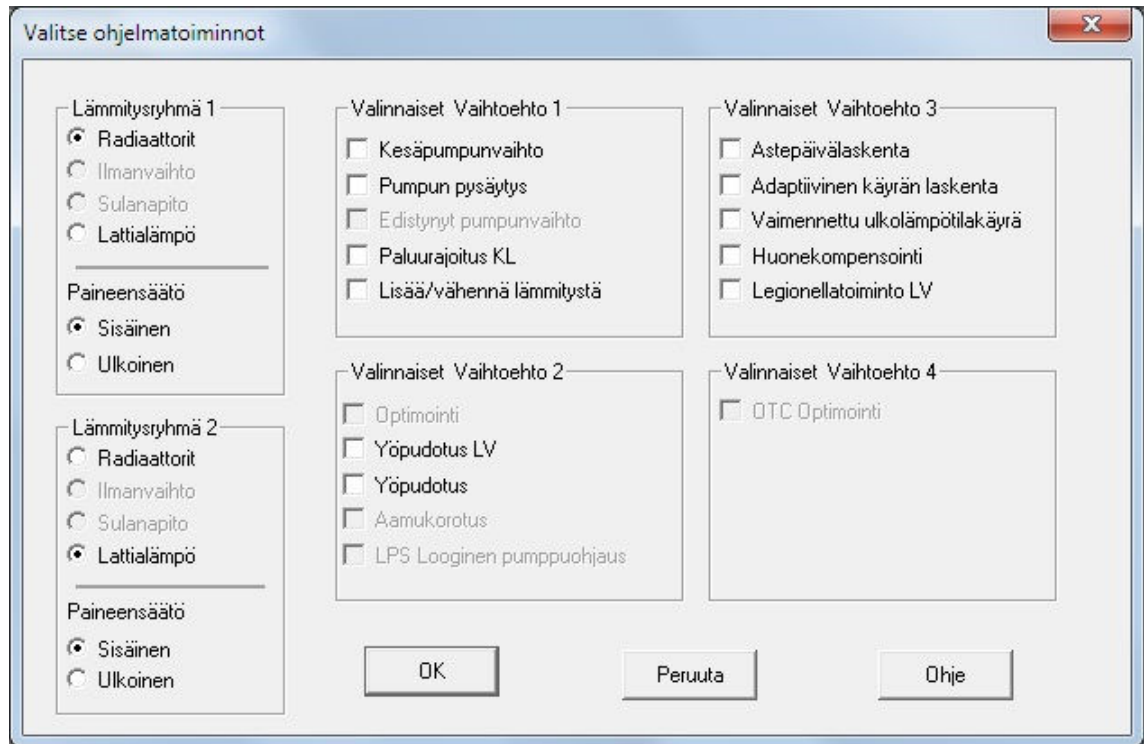 Valitse ohjelmatoiminnot
Lämmitysryhmä 1
Radiaattorit
Ilmanvaihto
Sulanapito
Lattialämpö
Paineensäätö
Sisäinen
Ulkoinen
Lämmitysryhmä 2
Radiaattorit
Ilmanvaihto
Sulanapito
Lattialämpö
Paineensäätö
Sisäinen
Ulkoinen
Valinnaiset Vaihtoehto 1
Kesäpumpunvaihto
Pumpun pysäytys
Edistynyt pumpunvaihto
Paluurajoitus KL
Lisää/vähennä lämmitystä
Valinnaiset Vaihtoehto 2
Optimointi
Yöpudotus LV
Yöpudotus
Aamukorotus
LPS Looginen pumppuohjaus
Valinnaiset Vaihtoehto 3
Astepäivälaskenta
Adaptiivinen käyrän laskenta
Vaimennettu ulkolämpötilakäyrä
Huonekompensointi
Legionellatoiminto LV
Valinnaiset Vaihtoehto 4
OTC Optimointi
OK
Peruuta
Ohje